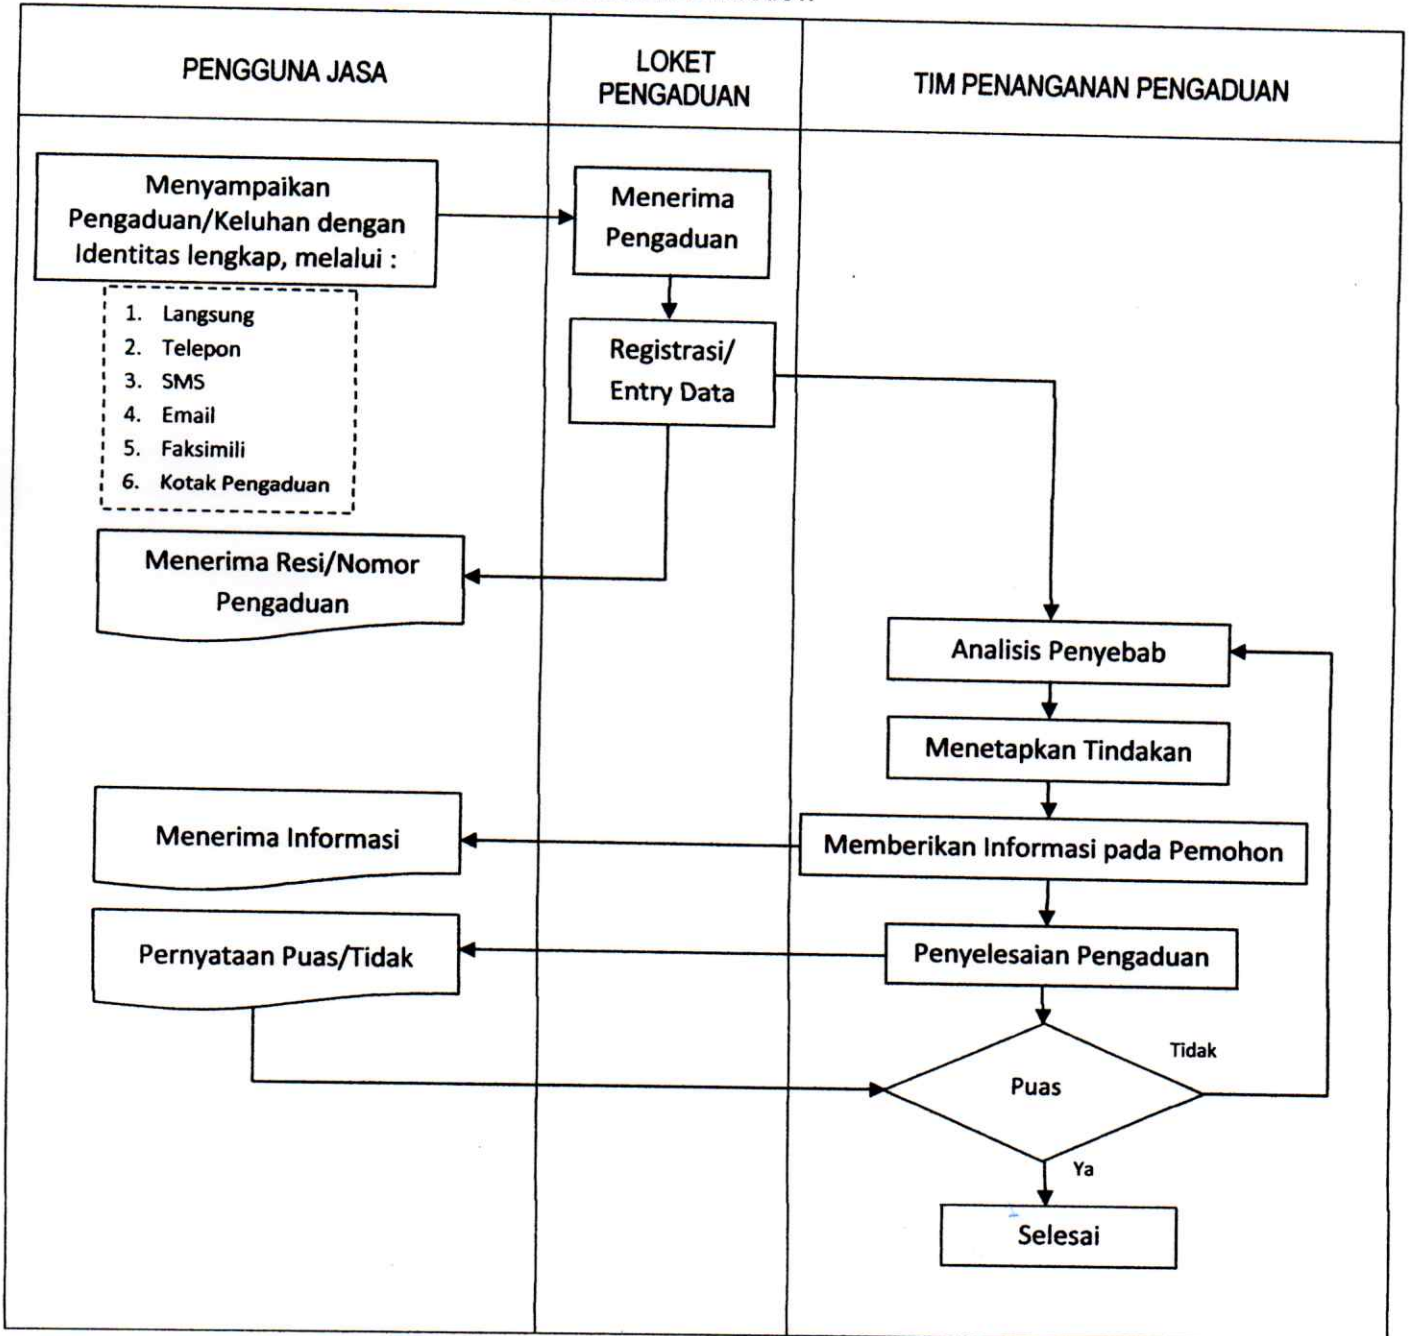 PENGGUNA JASA
LOKET
PENGADUAN
TIM PENANGANAN PENGADUAN
Menyampaikan
Pengaduan/Keluhan dengan
Identitas lengkap, melalui :
1. Langsung
2. Telepon
3. SMS
4. Email
5. Faksimili
6. Kotak Pengaduan
Menerima
Pengaduan
Registrasi/
Entry Data
Menerima Resi/Nomor
Pengaduan
Analisis Penyebab
Menetapkan Tindakan
Menerima Informasi
Memberikan Informasi pada Pemohon
Pernyataan Puas/Tidak
Penyelesaian Pengaduan
Tidak
Puas
Ya
Selesai